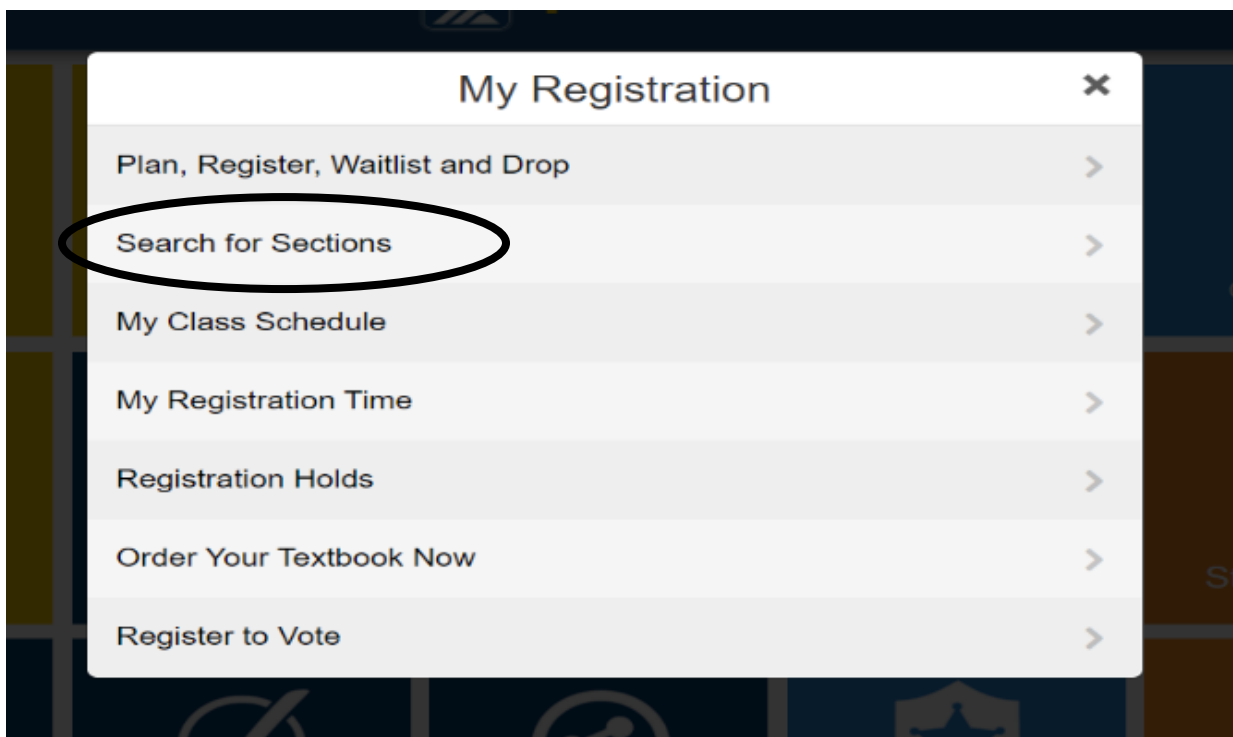 My Registration
Plan, Register, Waitlist and Drop
Search for Sections
My Class Schedule
My Registration Time
Registration Holds
Order Your Textbook Now
Register to Vote